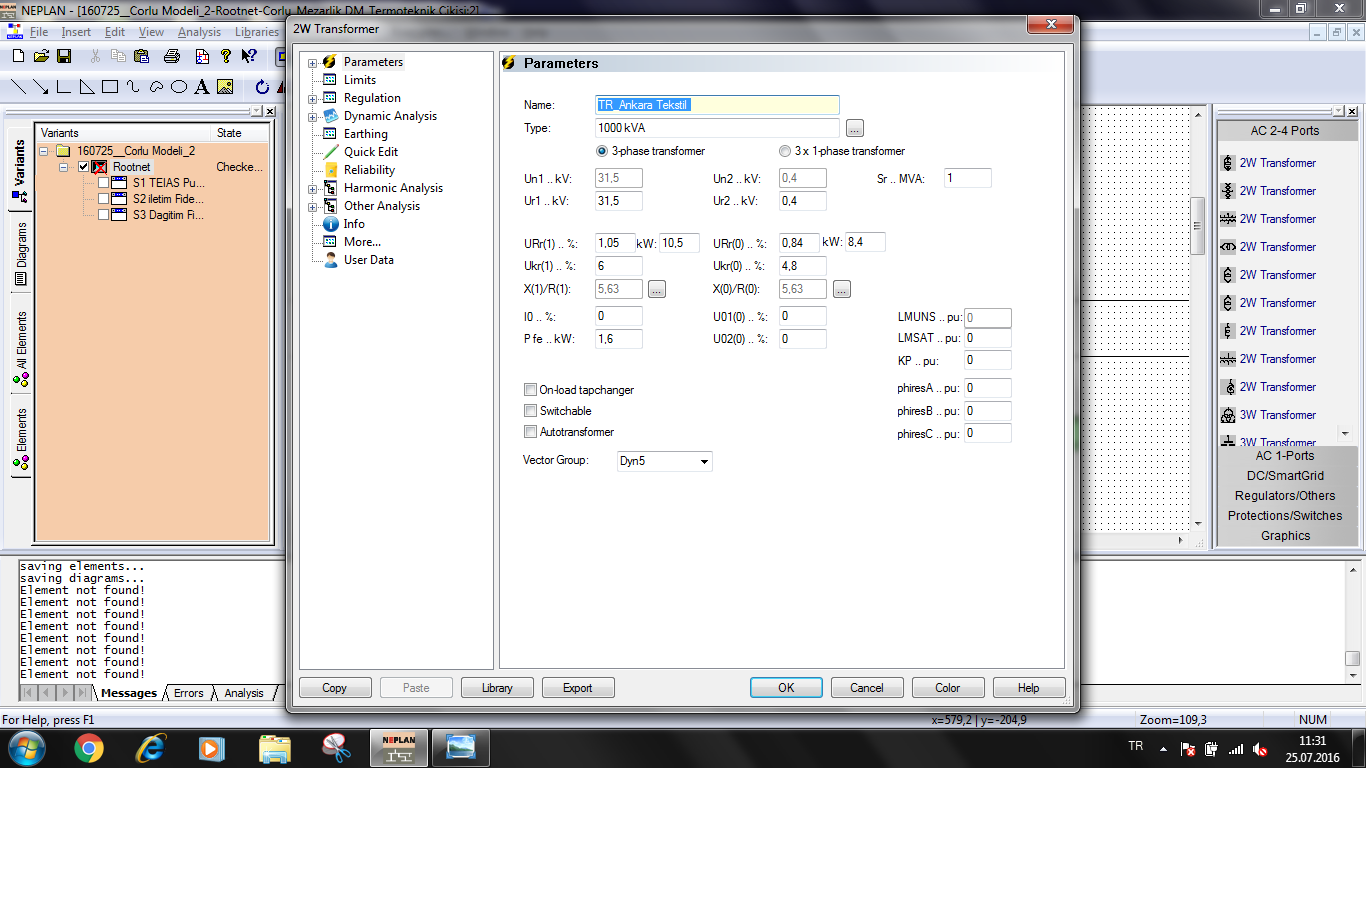 NEPLAN - [160725__Corlu Modeli_2-Rootnet-Corlu_Mezarlik DM_Termoteknik Cikisi:2]
File Insert Edit View Analysis Libraries
Variants State
160725__Corlu Modeli_2
Rootnet Checke...
S1 TEIAS Pu...
S2 iletim Fide...
S3 Dagitim Fi...
Variants
Diagrams
All Elements
Elements
2W Transformer
Parameters
Limits
Regulation
Dynamic Analysis
Earthing
Quick Edit
Reliability
Harmonic Analysis
Other Analysis
Info
More...
User Data
Parameters
Name: TR_Ankara Tekstil
Type: 1000 kVA ...
3-phase transformer 3 x 1-phase transformer
Un1 .. kV: 31,5 Un2 .. kV: 0,4 Sr .. MVA: 1
Ur1 .. kV: 31,5 Ur2 .. kV: 0,4
URr(1) .. %: 1,05 kW: 10,5 URr(0) .. %: 0,84 kW: 8,4
Ukr(1) .. %: 6 Ukr(0) .. %: 4,8
X(1)/R(1): 5,63 ... X(0)/R(0): 5,63 ...
I0 .. %: 0 U01(0) .. %: 0 LMUNS .. pu: 0
P fe .. kW: 1,6 U02(0) .. %: 0 LMSAT .. pu: 0
KP .. pu: 0
On-load tapchanger phiresA .. pu: 0
Switchable phiresB .. pu: 0
Autotransformer phiresC .. pu: 0
Vector Group: Dyn5
Copy Paste Library Export OK Cancel Color Help
AC 2-4 Ports
2W Transformer
2W Transformer
2W Transformer
2W Transformer
2W Transformer
2W Transformer
2W Transformer
2W Transformer
2W Transformer
3W Transformer
3W Transformer
AC 1-Ports
DC/SmartGrid
Regulators/Others
Protections/Switches
Graphics
saving elements...
saving diagrams...
Element not found!
Element not found!
Element not found!
Element not found!
Element not found!
Element not found!
Element not found!
Element not found!
Messages Errors Analysis
For Help, press F1 x=579,2 | y=-204,9 Zoom=109,3 NUM
NEPLAN
TR 11:31
25.07.2016